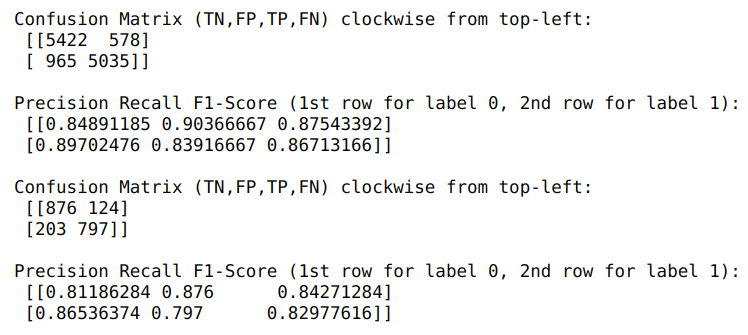 Confusion Matrix (TN,FP,TP,FN) clockwise from top-left:
[[5422  578]
[ 965 5035]]
Precision Recall F1-Score (1st row for label 0, 2nd row for label 1):
[[0.84891185 0.90366667 0.87543392]
[0.89702476 0.83916667 0.86713166]]
Confusion Matrix (TN,FP,TP,FN) clockwise from top-left:
[[876 124]
[203 797]]
Precision Recall F1-Score (1st row for label 0, 2nd row for label 1):
[[0.81186284 0.876      0.84271284]
[0.86536374 0.797      0.82977616]]